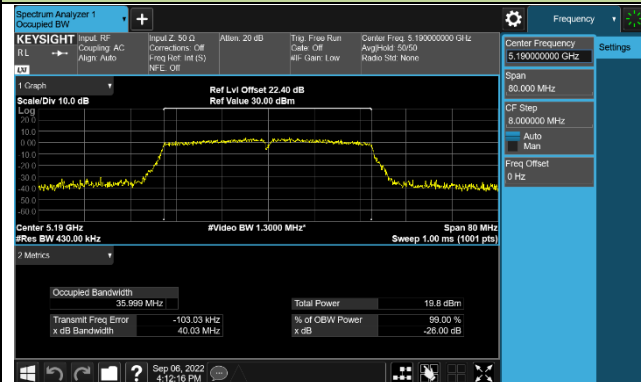 Spectrum Analyzer 1
Occupied BW
Frequency
KEYSIGHT
RL
LXI
Input: RF
Coupling: AC
Align: Auto
Input Z: 50 Ω
Corrections: Off
Freq Ref: Int (S)
NFE: Off
Atten: 20 dB
Trig: Free Run
Gate: Off
#IF Gain: Low
Center Freq: 5.190000000 GHz
Avg|Hold: 50/50
Radio Std: None
Center Frequency
5.190000000 GHz
Settings
Span
80.000 MHz
CF Step
8.000000 MHz
Auto
Man
Freq Offset
0 Hz
1 Graph
Scale/Div 10.0 dB
Ref Lvl Offset 22.40 dB
Ref Value 30.00 dBm
Log
20.0
10.0
0.00
-10.0
-20.0
-30.0
-40.0
-50.0
-60.0
Center 5.19 GHz
#Video BW 1.3000 MHz*
Span 80 MHz
#Res BW 430.00 kHz
Sweep 1.00 ms (1001 pts)
2 Metrics
Occupied Bandwidth
35.999 MHz
Total Power 19.8 dBm
Transmit Freq Error -103.03 kHz
% of OBW Power 99.00 %
x dB Bandwidth 40.03 MHz
x dB -26.00 dB
?
Sep 06, 2022
4:12:16 PM